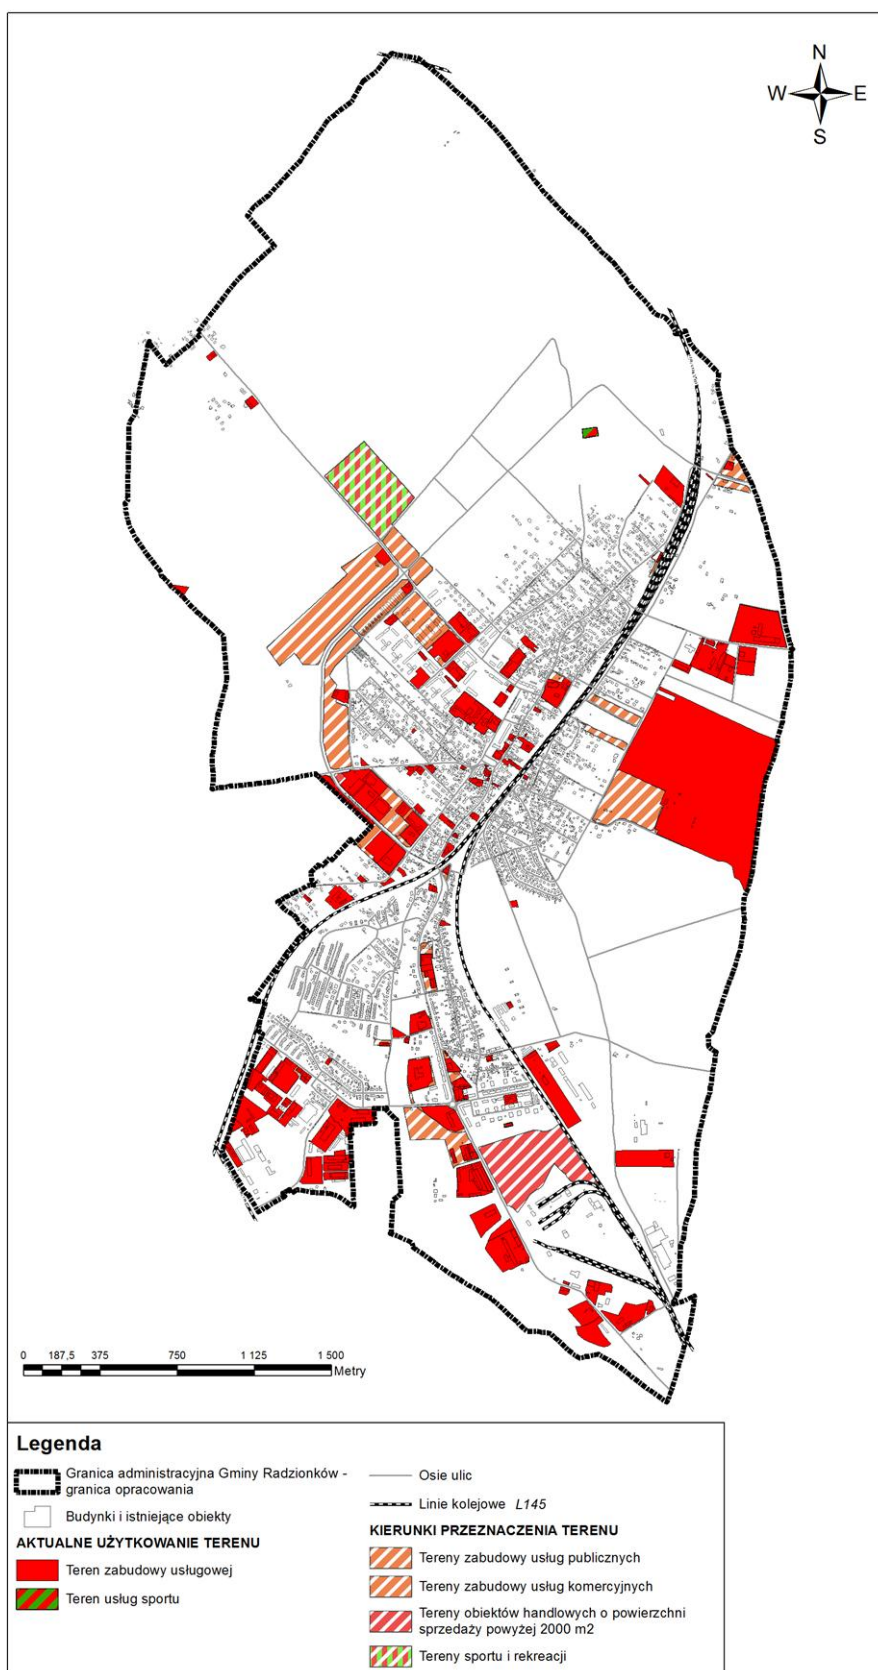 N
W E
S
0 187,5 375 750 1 125 1 500
Metry
Legenda
Granica administracyjna Gminy Radzionków -
granica opracowania
Budynki i istniejące obiekty
AKTUALNE UŻYTKOWANIE TERENU
Teren zabudowy usługowej
Teren usług sportu
Osie ulic
Linie kolejowe L145
KIERUNKI PRZEZNACZENIA TERENU
Tereny zabudowy usług publicznych
Tereny zabudowy usług komercyjnych
Tereny obiektów handlowych o powierzchni
sprzedaży powyżej 2000 m2
Tereny sportu i rekreacji